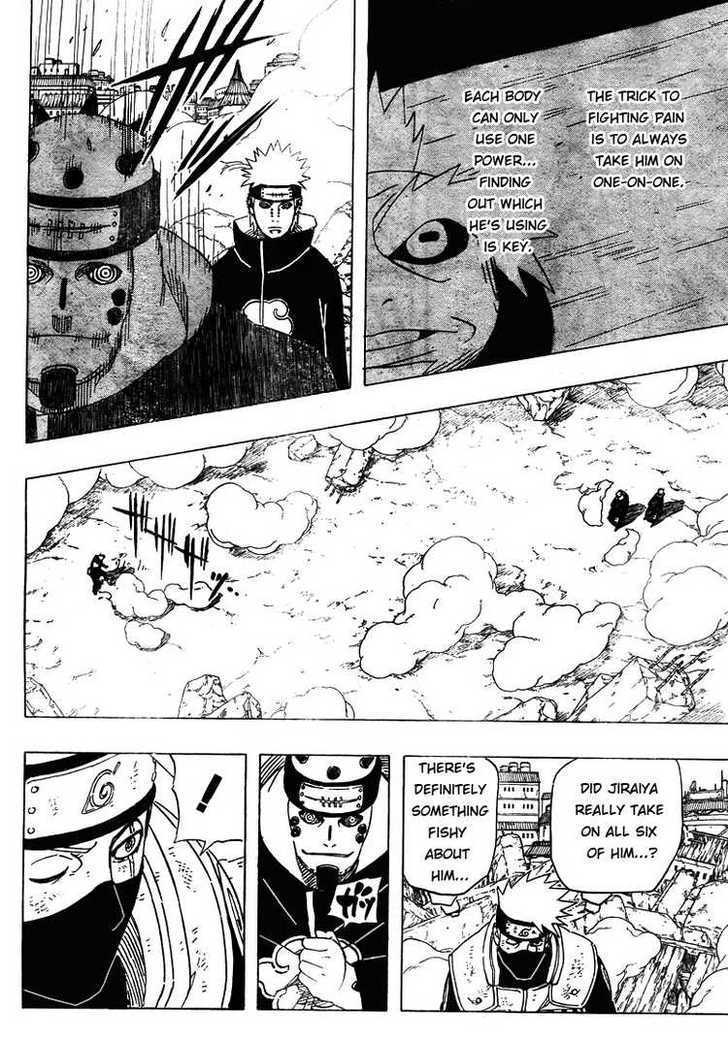 THE TRICK TO
FIGHTING PAIN
IS TO ALWAYS
TAKE HIM ON
ONE-ON-ONE.
EACH BODY
CAN ONLY
USE ONE
POWER...
FINDING
OUT WHICH
HE'S USING
IS KEY.
DID JIRAIYA
REALLY TAKE
ON ALL SIX
OF HIM...?
THERE'S
DEFINITELY
SOMETHING
FISHY
ABOUT
HIM...
!